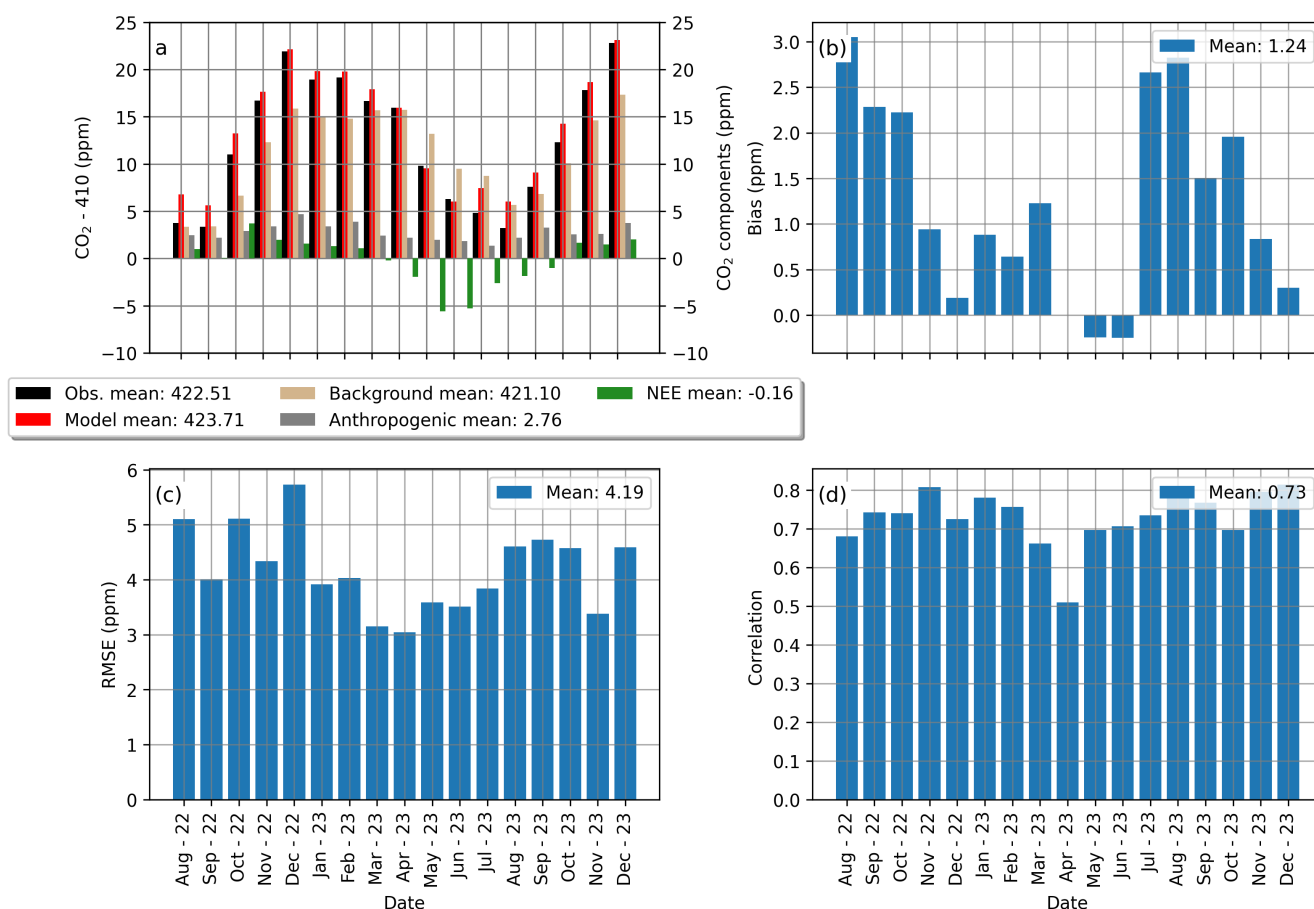 a
25
20
15
10
5
0
−5
−10
CO2 - 410 (ppm)
25
20
15
10
5
0
−5
−10
CO2 components (ppm)
(b)
Mean: 1.24
3.0
2.5
2.0
1.5
1.0
0.5
0.0
Bias (ppm)
Obs. mean: 422.51 Background mean: 421.10 NEE mean: -0.16
Model mean: 423.71 Anthropogenic mean: 2.76
(c)
Mean: 4.19
6
5
4
3
2
1
0
RMSE (ppm)
Aug - 22
Sep - 22
Oct - 22
Nov - 22
Dec - 22
Jan - 23
Feb - 23
Mar - 23
Apr - 23
May - 23
Jun - 23
Jul - 23
Aug - 23
Sep - 23
Oct - 23
Nov - 23
Dec - 23
Date
(d)
Mean: 0.73
0.8
0.7
0.6
0.5
0.4
0.3
0.2
0.1
0.0
Correlation
Aug - 22
Sep - 22
Oct - 22
Nov - 22
Dec - 22
Jan - 23
Feb - 23
Mar - 23
Apr - 23
May - 23
Jun - 23
Jul - 23
Aug - 23
Sep - 23
Oct - 23
Nov - 23
Dec - 23
Date